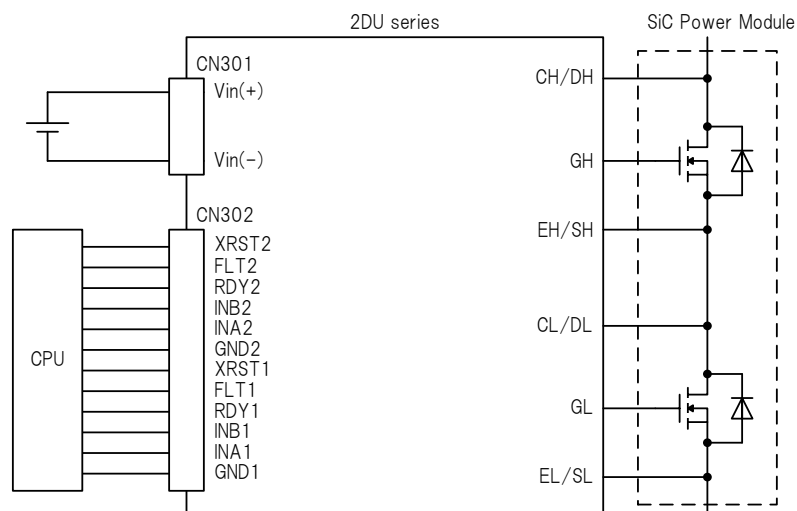 2DU series
SiC Power Module
CN301
Vin(+)
Vin(-)
CN302
XRST2
FLT2
RDY2
INB2
INA2
GND2
XRST1
FLT1
RDY1
INB1
INA1
GND1
CPU
CH/DH
GH
EH/SH
CL/DL
GL
EL/SL